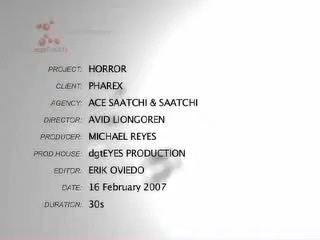 PROJECT: HORROR
CLIENT: PHAREX
AGENCY: ACE SAATCHI & SAATCHI
DIRECTOR: AVID LIONGOREN
PRODUCER: MICHAEL REYES
PROD HOUSE: dgtEYES PRODUCTION
EDITOR: ERIK OVIEDO
DATE: 16 February 2007
DURATION: 30s